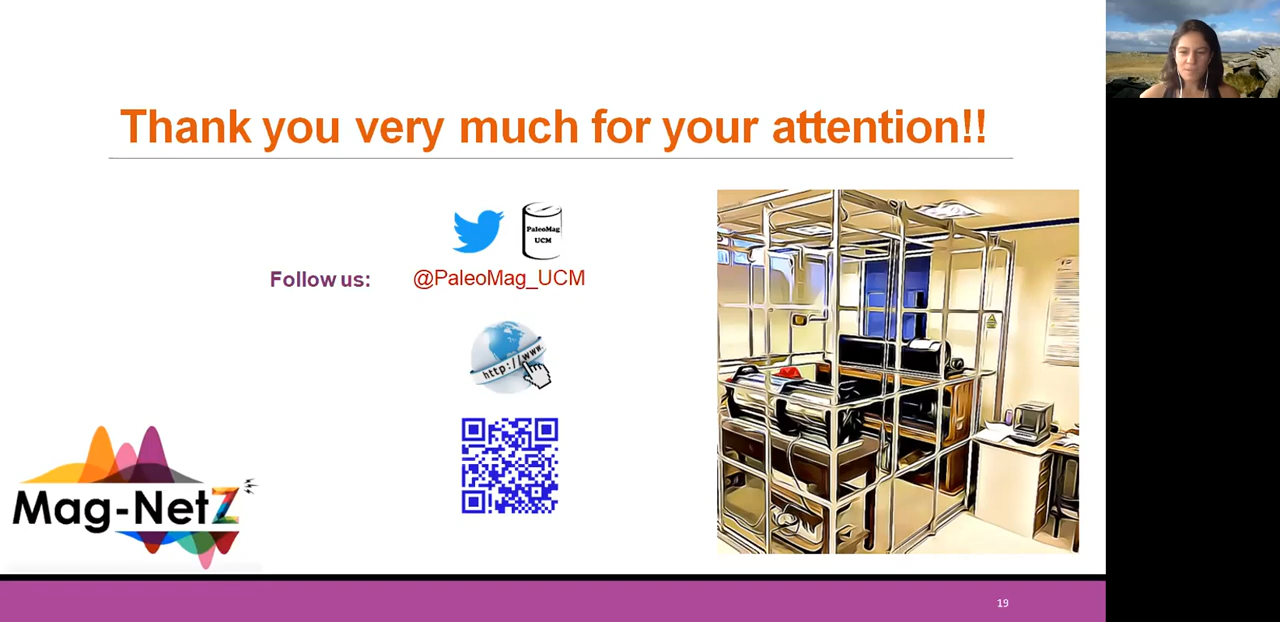 Thank you very much for your attention!!
PaleoMag
UCM
Follow us:
@PaleoMag_UCM
http://www.
Mag-NetZ
19